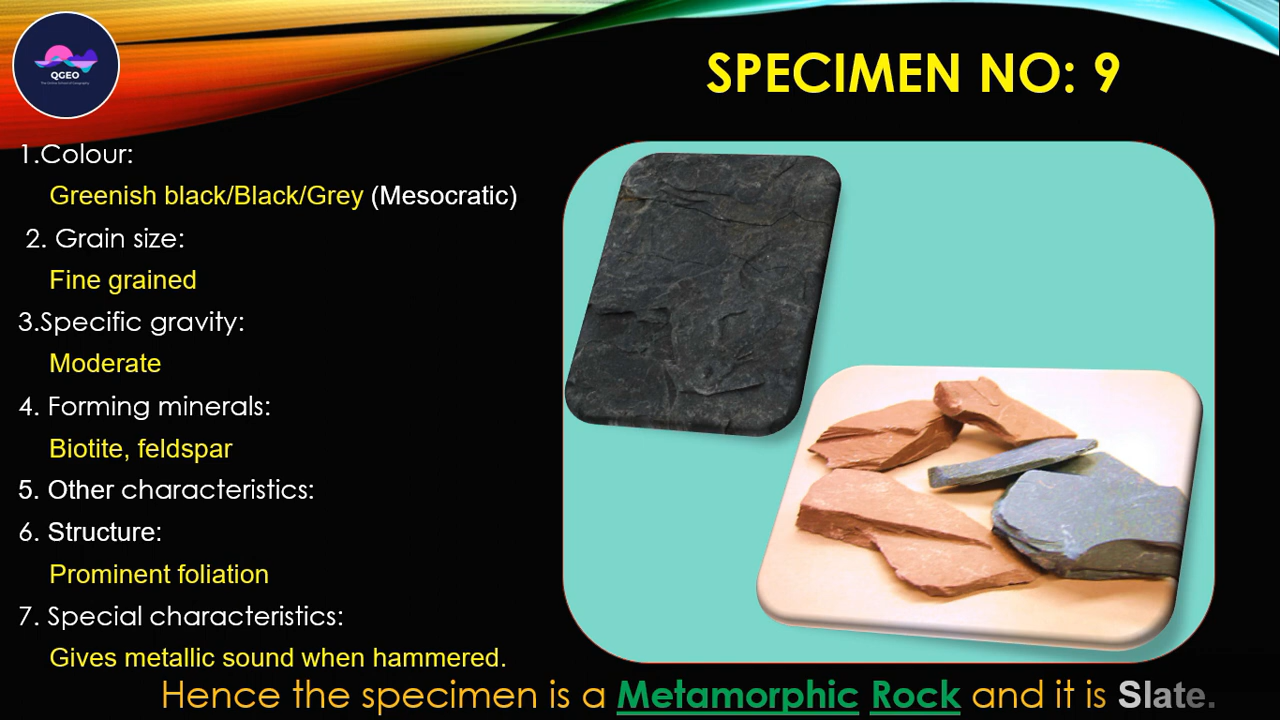 QGEO
SPECIMEN NO: 9
1.Colour:
Greenish black/Black/Grey (Mesocratic)
2. Grain size:
Fine grained
3.Specific gravity:
Moderate
4. Forming minerals:
Biotite, feldspar
5. Other characteristics:
6. Structure:
Prominent foliation
7. Special characteristics:
Gives metallic sound when hammered.
Hence the specimen is a Metamorphic Rock and it is Slate.